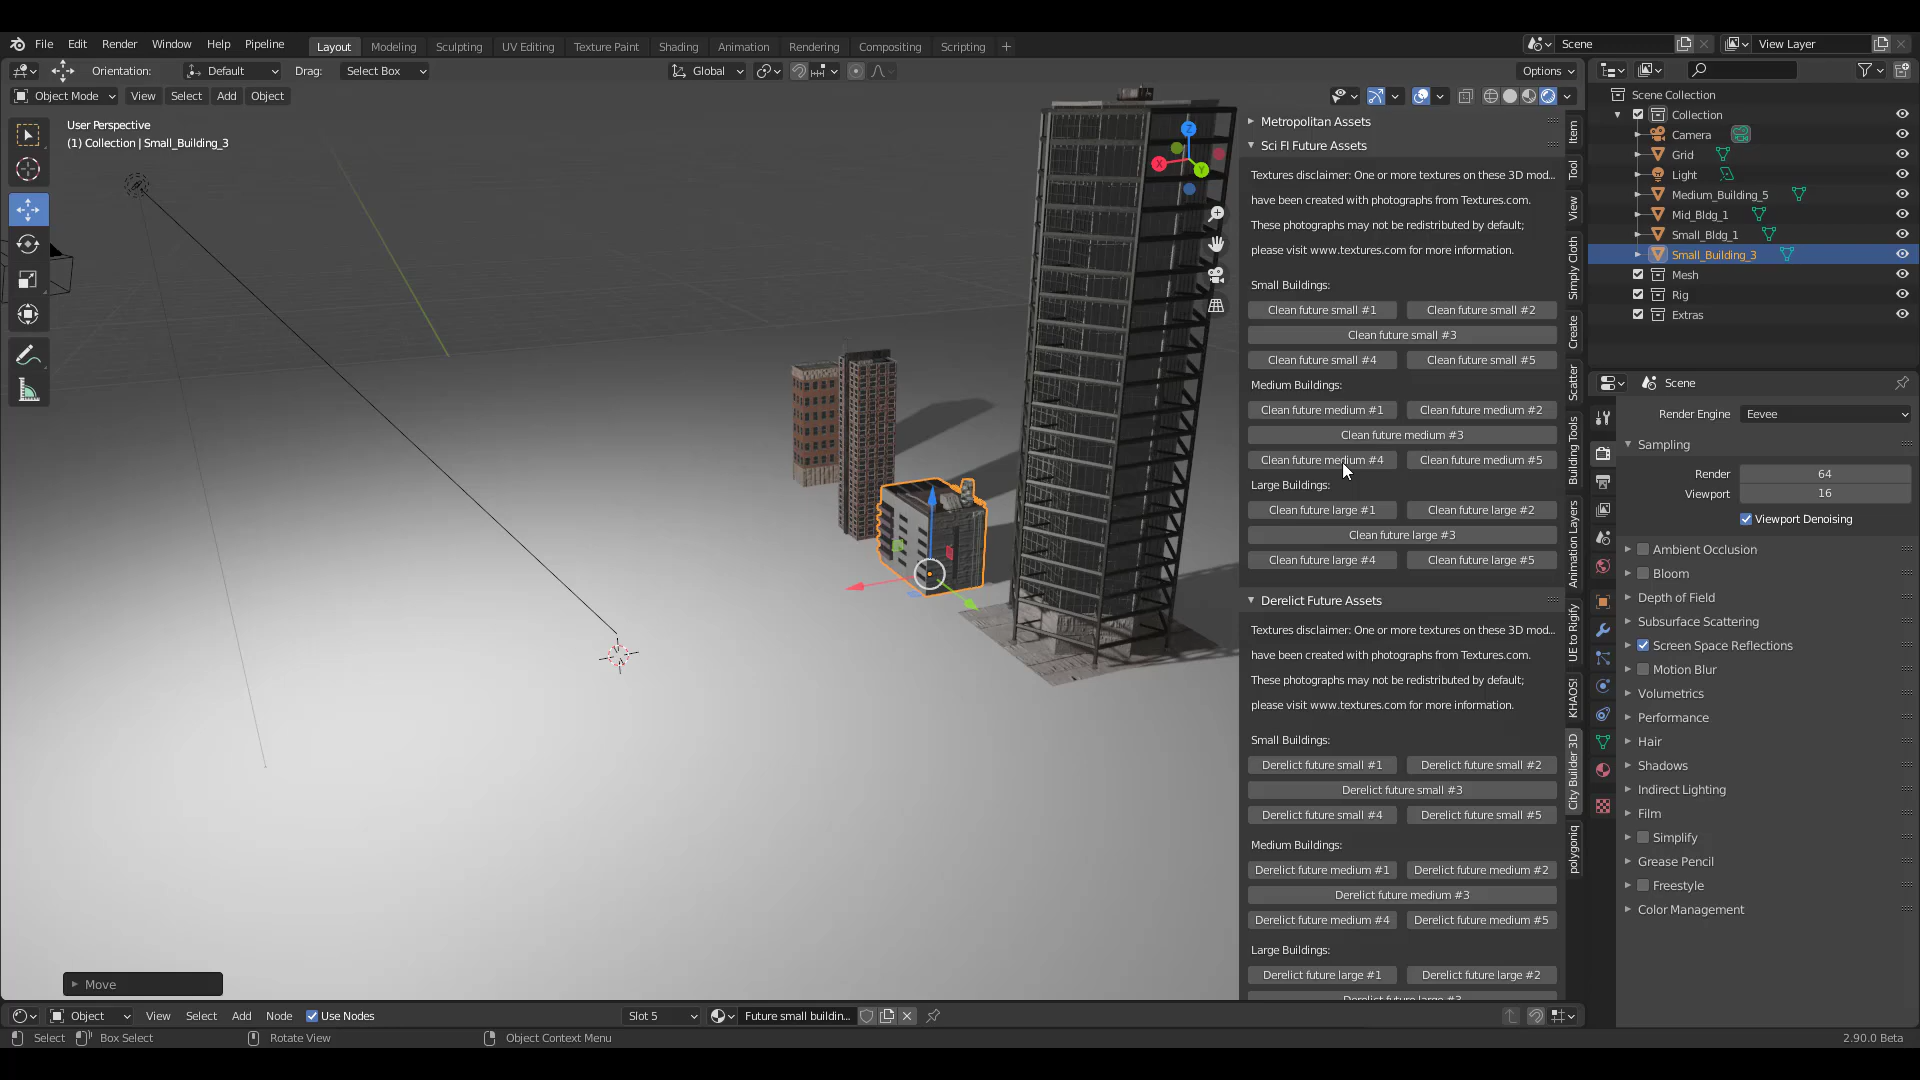 File Edit Render Window Help Pipeline Layout Modeling Sculpting UV Editing Texture Paint Shading Animation Rendering Compositing Scripting + Scene View Layer
Orientation: Default Drag: Select Box Global Options
Object Mode View Select Add Object
User Perspective
(1) Collection | Small_Building_3
Z
X
Y
Metropolitan Assets
Sci FI Future Assets
Textures disclaimer: One or more textures on these 3D mod...
have been created with photographs from Textures.com.
These photographs may not be redistributed by default;
please visit www.textures.com for more information.
Small Buildings:
Clean future small #1 Clean future small #2
Clean future small #3
Clean future small #4 Clean future small #5
Medium Buildings:
Clean future medium #1 Clean future medium #2
Clean future medium #3
Clean future medium #4 Clean future medium #5
Large Buildings:
Clean future large #1 Clean future large #2
Clean future large #3
Clean future large #4 Clean future large #5
Derelict Future Assets
Textures disclaimer: One or more textures on these 3D mod...
have been created with photographs from Textures.com.
These photographs may not be redistributed by default;
please visit www.textures.com for more information.
Small Buildings:
Derelict future small #1 Derelict future small #2
Derelict future small #3
Derelict future small #4 Derelict future small #5
Medium Buildings:
Derelict future medium #1 Derelict future medium #2
Derelict future medium #3
Derelict future medium #4 Derelict future medium #5
Large Buildings:
Derelict future large #1 Derelict future large #2
Derelict future large #3
Item
Tool
View
Simply Cloth
Create
Scatter
Building Tools
Animation Layers
UE to Rigify
KHAOS!
City Builder 3D
polygoniq
Scene Collection
Collection
Camera
Grid
Light
Medium_Building_5
Mid_Bldg_1
Small_Bldg_1
Small_Building_3
Mesh
Rig
Extras
Scene
Render Engine Eevee
Sampling
Render 64
Viewport 16
Viewport Denoising
Ambient Occlusion
Bloom
Depth of Field
Subsurface Scattering
Screen Space Reflections
Motion Blur
Volumetrics
Performance
Hair
Shadows
Indirect Lighting
Film
Simplify
Grease Pencil
Freestyle
Color Management
Move
Object View Select Add Node Use Nodes Slot 5 Future small buildin...
Select Box Select Rotate View Object Context Menu 2.90.0 Beta